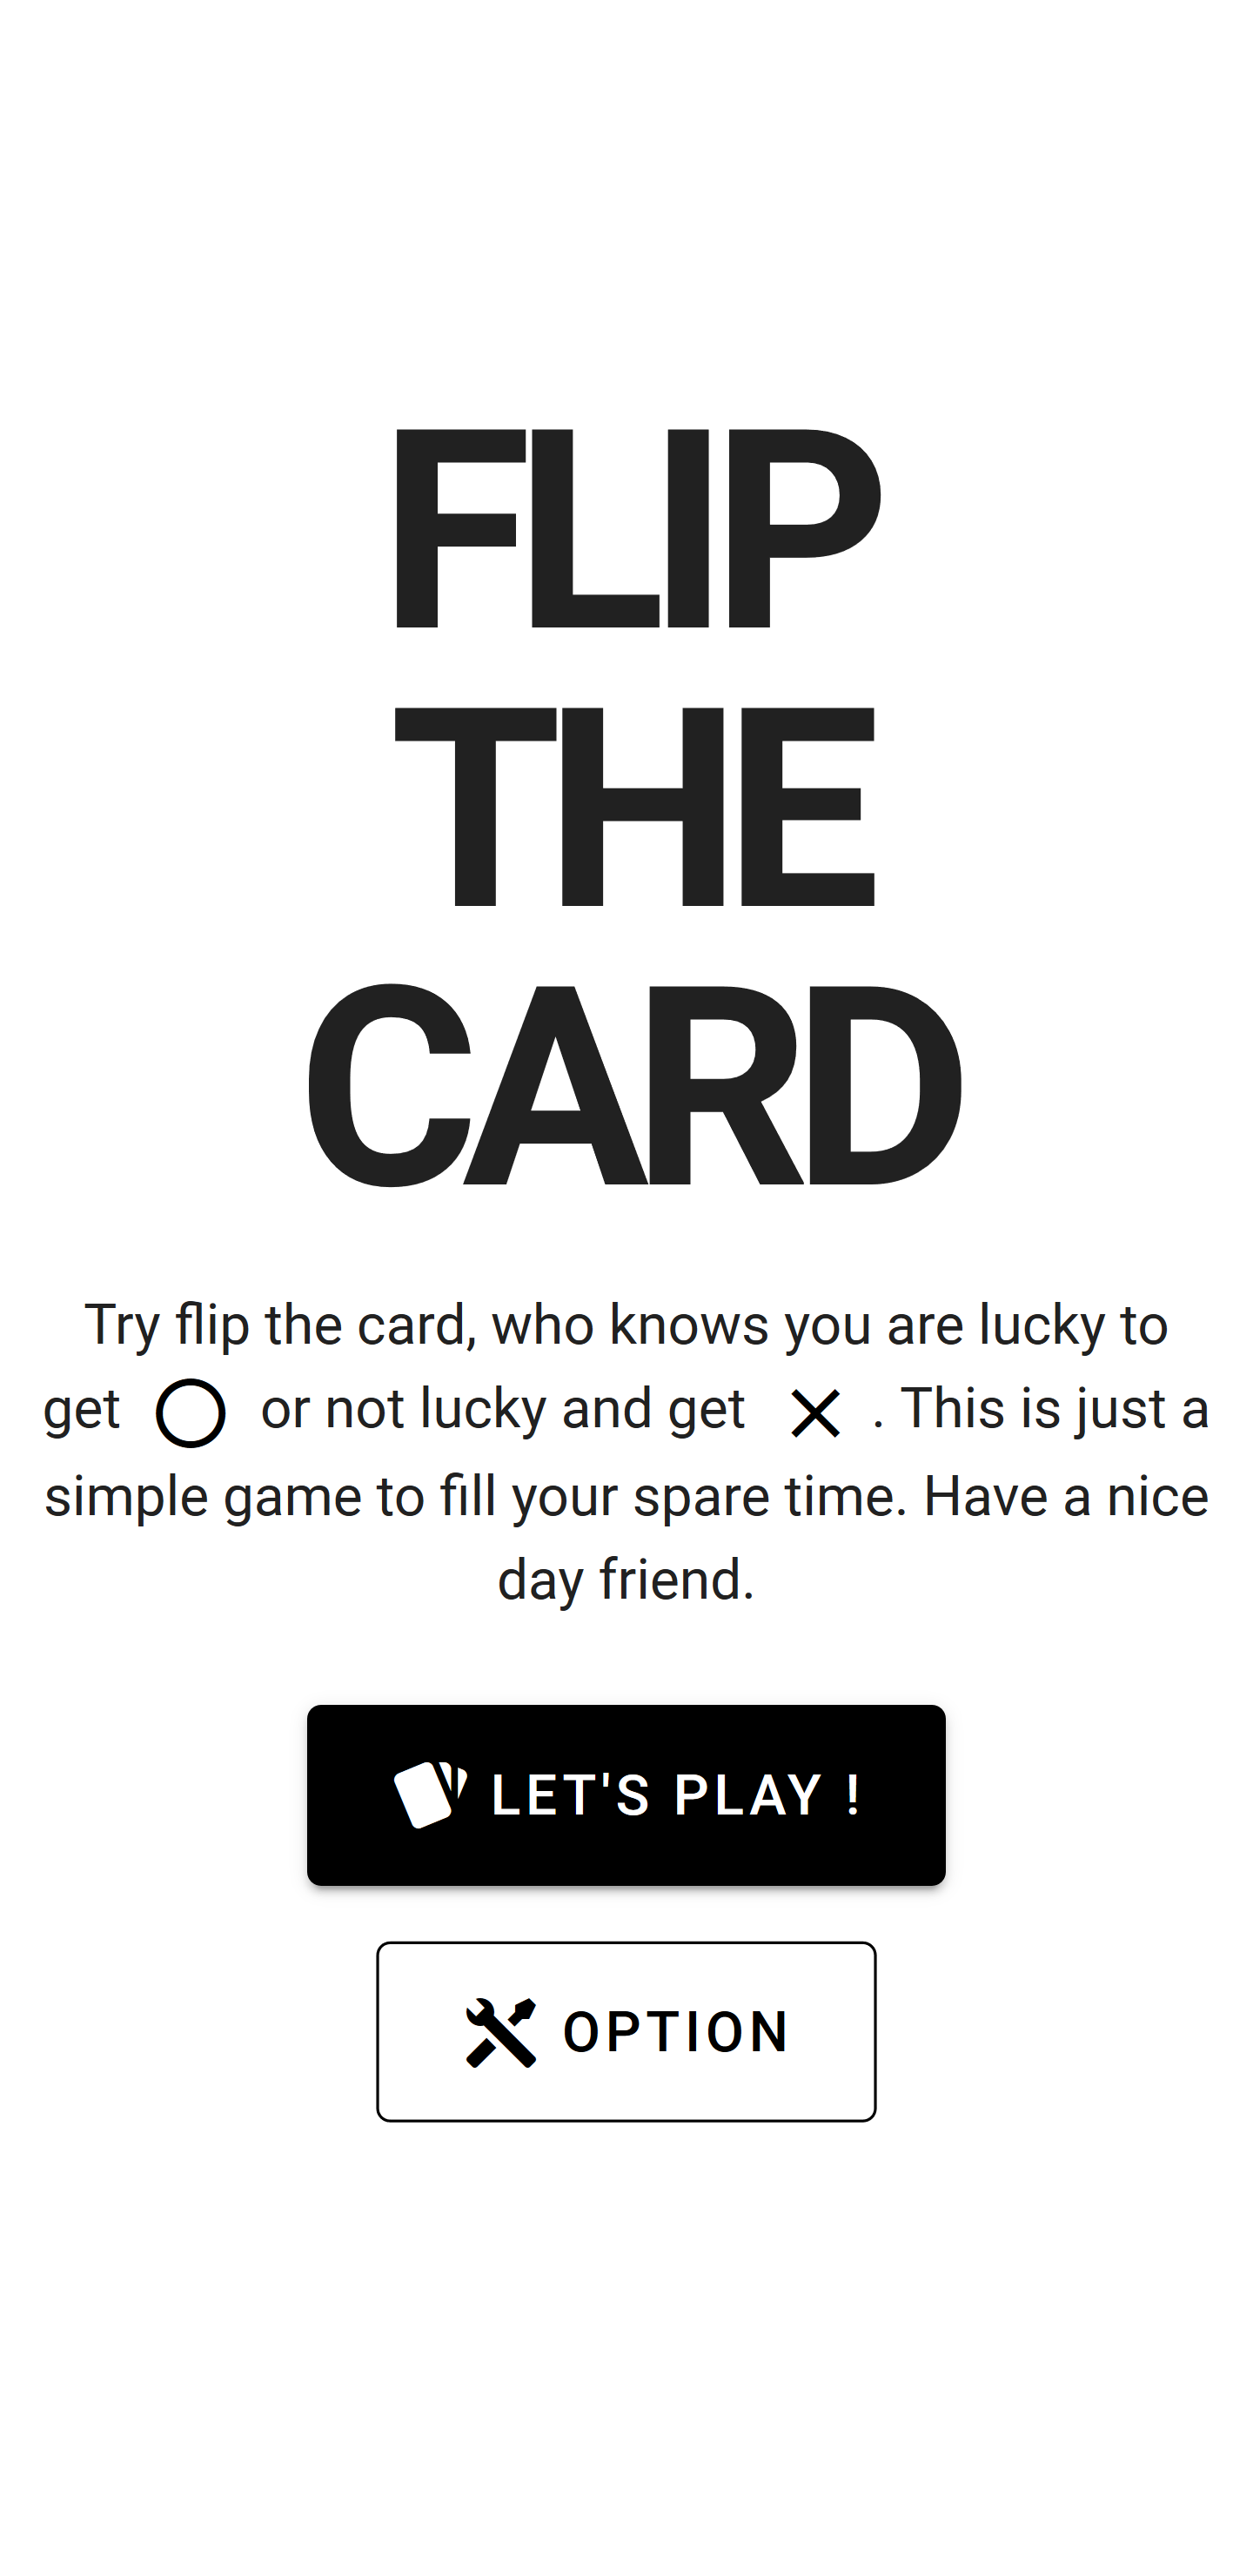 FLIP
THE
CARD
Try flip the card, who knows you are lucky to
get ○ or not lucky and get × . This is just a
simple game to fill your spare time. Have a nice
day friend.
LET'S PLAY !
OPTION